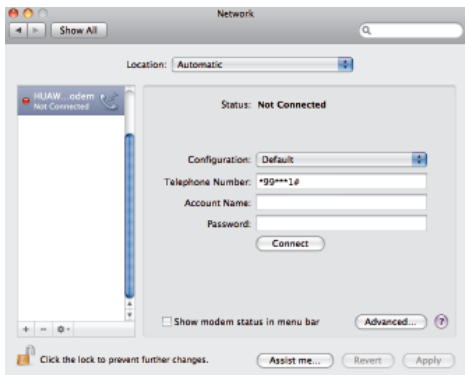 Network
Show All
Location: Automatic
HUAW...odem
Not Connected
Status: Not Connected
Configuration: Default
Telephone Number: *99***1#
Account Name:
Password:
Connect
Show modem status in menu bar
Advanced...
?
Click the lock to prevent further changes.
Assist me...
Revert
Apply